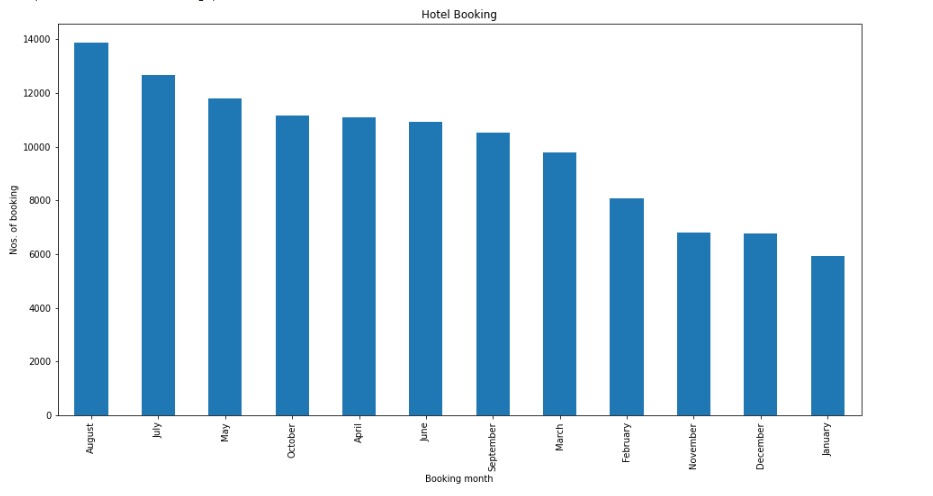 Hotel Booking
14000
12000
10000
8000
6000
4000
2000
0
Nos. of booking
August
July
May
October
April
June
September
March
February
November
December
January
Booking month